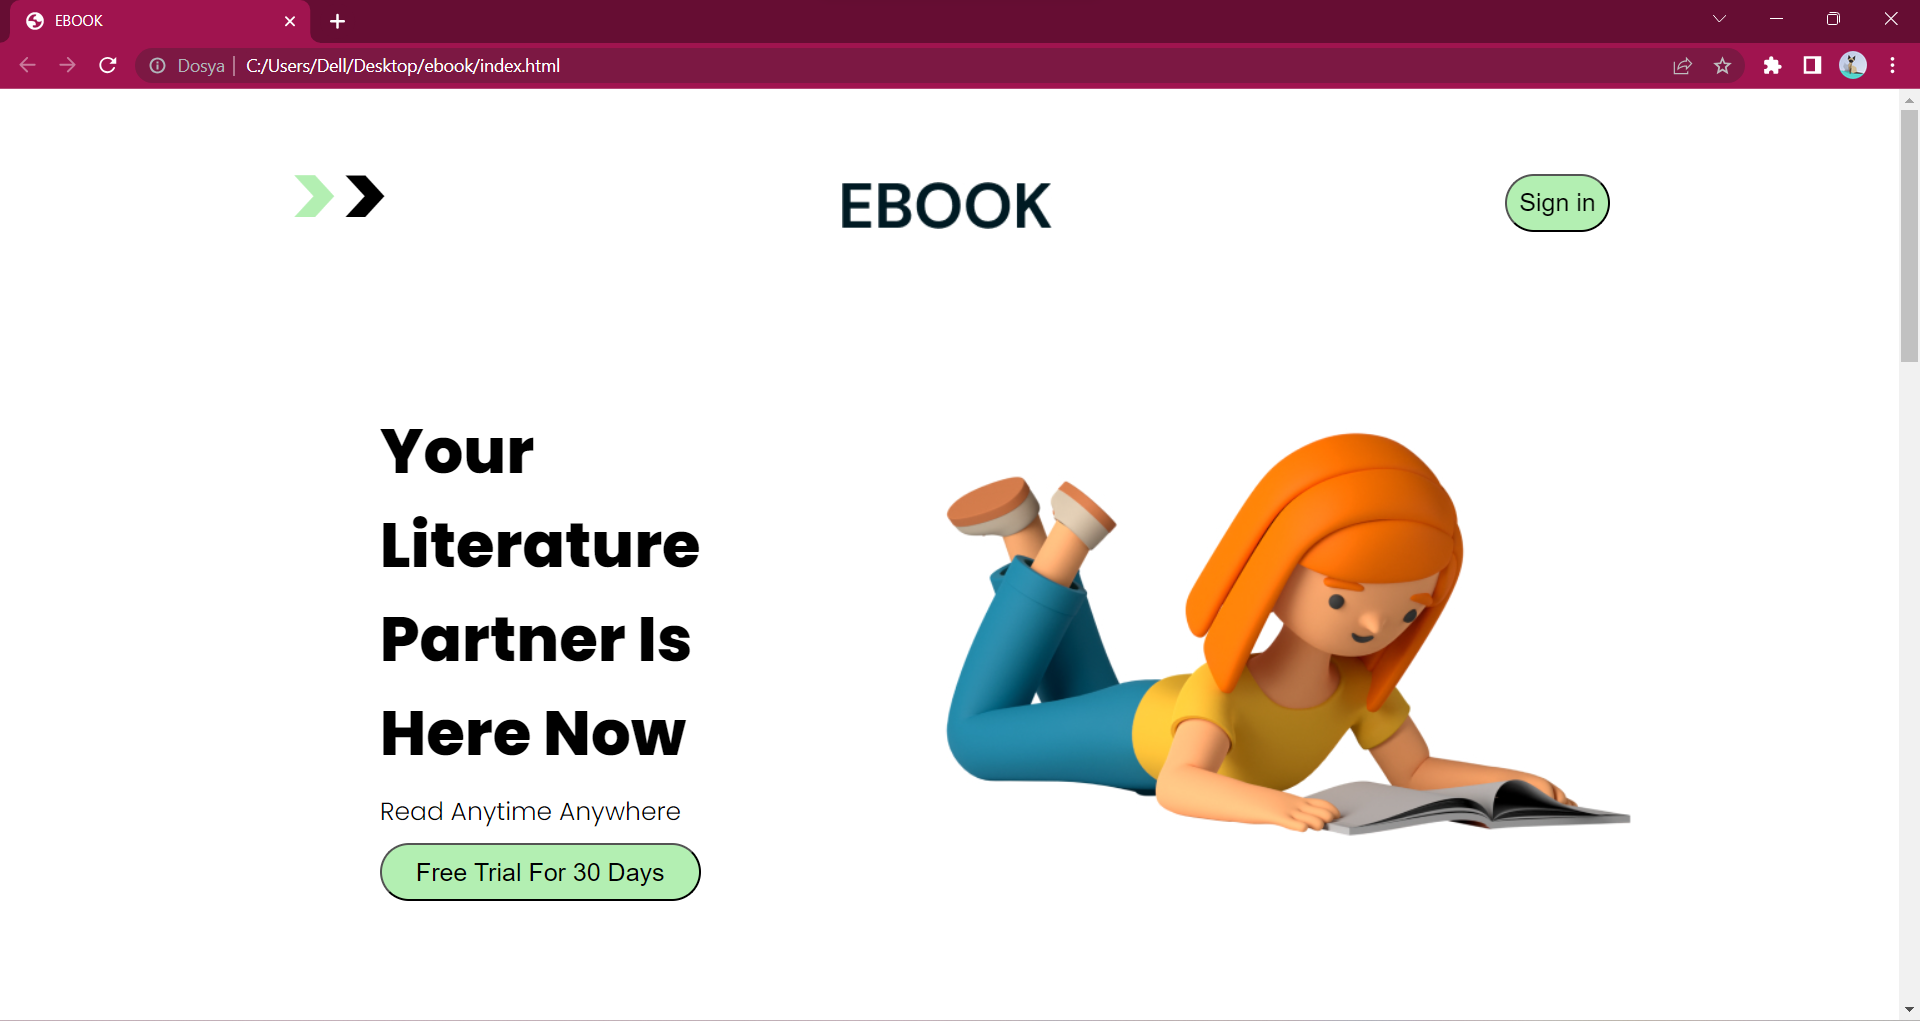 EBOOK
Dosya | C:/Users/Dell/Desktop/ebook/index.html
EBOOK
Sign in
Your
Literature
Partner Is
Here Now
Read Anytime Anywhere
Free Trial For 30 Days